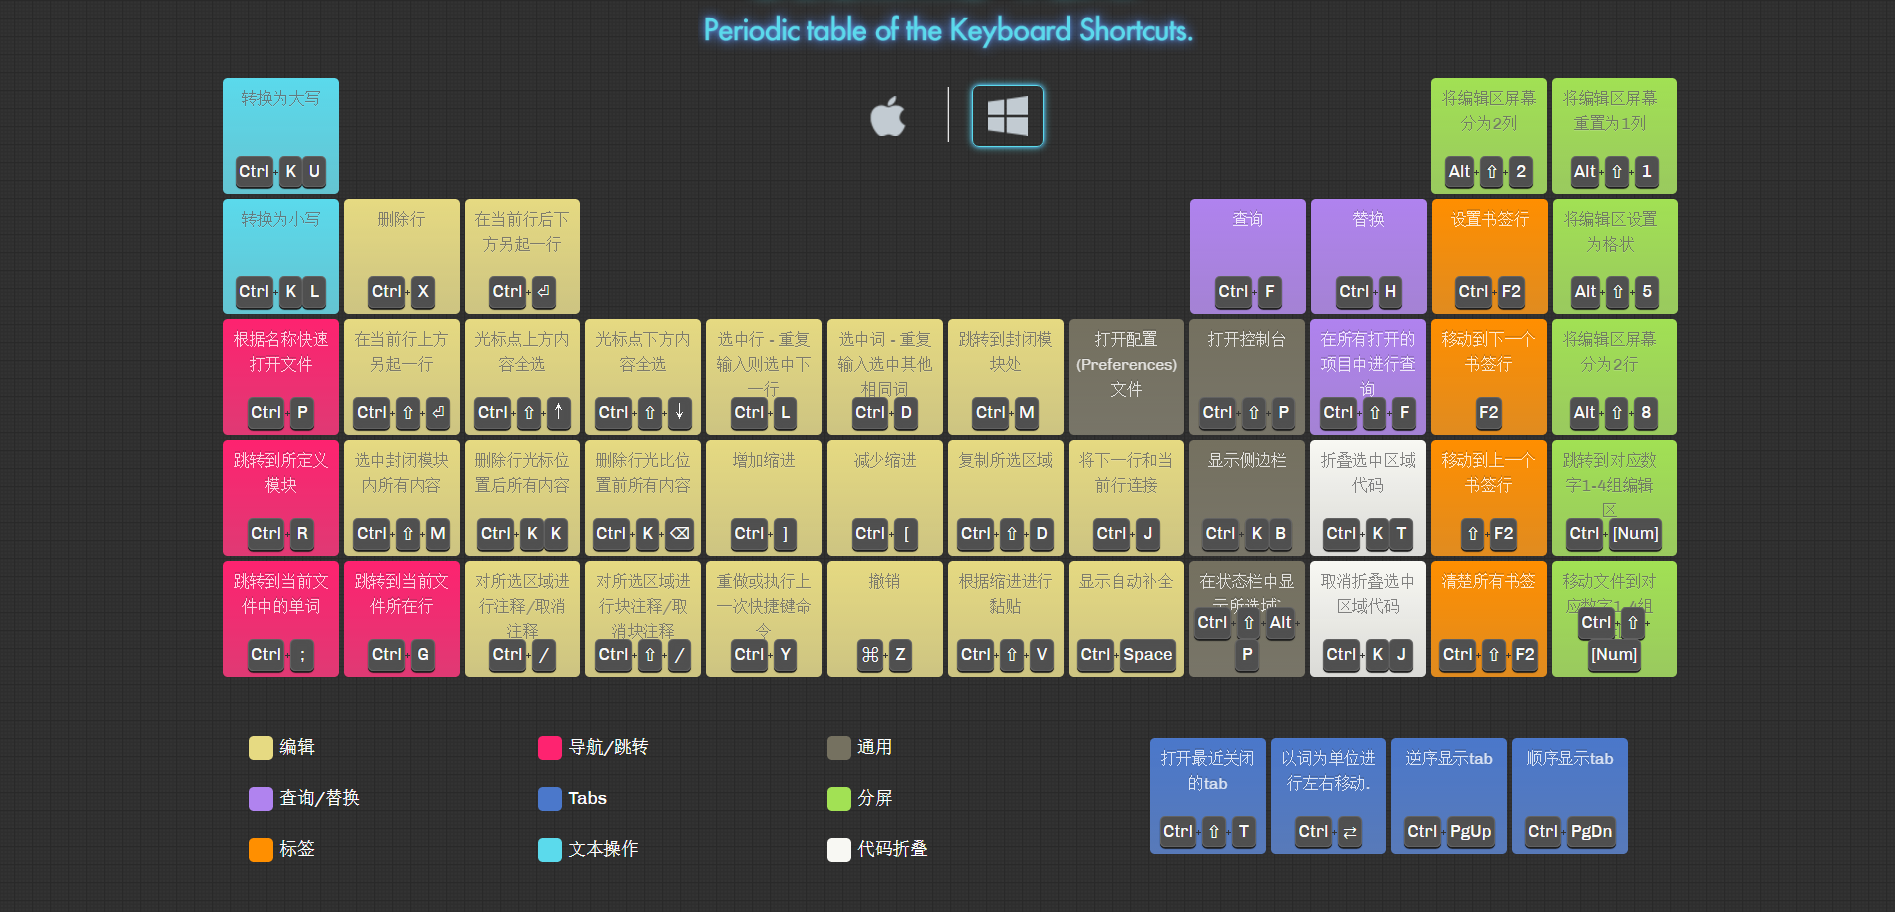 Periodic table of the Keyboard Shortcuts.
转换为大写
Ctrl + K U
将编辑区屏幕
分为2列
Alt + ⇧ + 2
将编辑区屏幕
重置为1列
Alt + ⇧ + 1
转换为小写
Ctrl + K L
删除行
Ctrl + X
在当前行后下
方另起一行
Ctrl + ⏎
查询
Ctrl + F
替换
Ctrl + H
设置书签行
Ctrl + F2
将编辑区设置
为格状
Alt + ⇧ + 5
根据名称快速
打开文件
Ctrl + P
在当前行上方
另起一行
Ctrl + ⇧ + ⏎
光标点上方内
容全选
Ctrl + ⇧ + ↑
光标点下方内
容全选
Ctrl + ⇧ + ↓
选中行 - 重复
输入则选中下
一行
Ctrl + L
选中词 - 重复
输入选中其他
相同词
Ctrl + D
跳转到封闭模
块处
Ctrl + M
打开配置
(Preferences)
文件
打开控制台
Ctrl + ⇧ + P
在所有打开的
项目中进行查
询
Ctrl + ⇧ + F
移动到下一个
书签行
F2
将编辑区屏幕
分为2行
Alt + ⇧ + 8
跳转到所定义
模块
Ctrl + R
选中封闭模块
内所有内容
Ctrl + ⇧ + M
删除行光标位
置后所有内容
Ctrl + K K
删除行光比位
置前所有内容
Ctrl + K + ⌫
增加缩进
Ctrl + ]
减少缩进
Ctrl + [
复制所选区域
Ctrl + ⇧ + D
将下一行和当
前行连接
Ctrl + J
显示侧边栏
Ctrl + K B
折叠选中区域
代码
Ctrl + K T
移动到上一个
书签行
⇧ + F2
跳转到对应数
字1-4组编辑
区
Ctrl + [Num]
跳转到当前文
件中的单词
Ctrl + ;
跳转到当前文
件所在行
Ctrl + G
对所选区域进
行注释/取消
注释
Ctrl + /
对所选区域进
行块注释/取
消块注释
Ctrl + ⇧ + /
重做或执行上
一次快捷键命
令
Ctrl + Y
撤销
⌘ + Z
根据缩进进行
黏贴
Ctrl + ⇧ + V
显示自动补全
Ctrl + Space
在状态栏中显
示所选域
Ctrl + ⇧ + Alt +
P
取消折叠选中
区域代码
Ctrl + K J
清楚所有书签
Ctrl + ⇧ + F2
移动文件到对
应数字1-4组
Ctrl + ⇧ +
[Num]
编辑
导航/跳转
通用
查询/替换
Tabs
分屏
标签
文本操作
代码折叠
打开最近关闭
的tab
Ctrl + ⇧ + T
以词为单位进
行左右移动.
Ctrl + ⇄
逆序显示tab
Ctrl + PgUp
顺序显示tab
Ctrl + PgDn